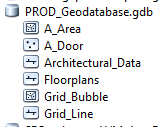 PROD_Geodatabase.gdb
A_Area
A_Door
Architectural_Data
Floorplans
Grid_Bubble
Grid_Line